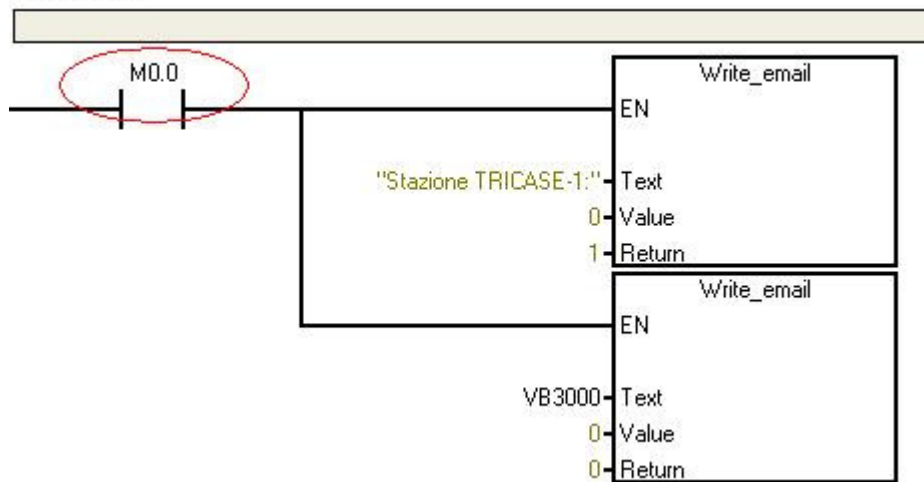 M0.0
Write_email
EN
"Stazione TRICASE-1:" Text
0 Value
1 Return
Write_email
EN
VB3000 Text
0 Value
0 Return